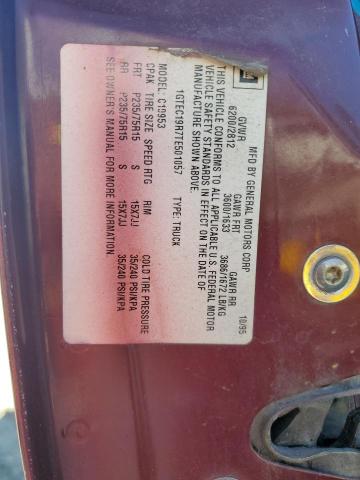 MFD BY GENERAL MOTORS CORP
10/95
GVWR GAWR FRT GAWR RR
6200/2812 3600/1633 3686/1672 LB/KG
THIS VEHICLE CONFORMS TO ALL APPLICABLE U.S. FEDERAL MOTOR
VEHICLE SAFETY STANDARDS IN EFFECT ON THE DATE OF
MANUFACTURE SHOWN ABOVE.
1GTEC19R7TE501057 TYPE: TRUCK
MODEL: C10953
CPAK TIRE SIZE SPEED RTG RIM COLD TIRE PRESSURE
FRT P235/75R15 S 15X7JJ 35/240 PSI/KPA
RR P235/75R15 S 15X7JJ 35/240 PSI/KPA
SEE OWNER'S MANUAL FOR MORE INFORMATION.